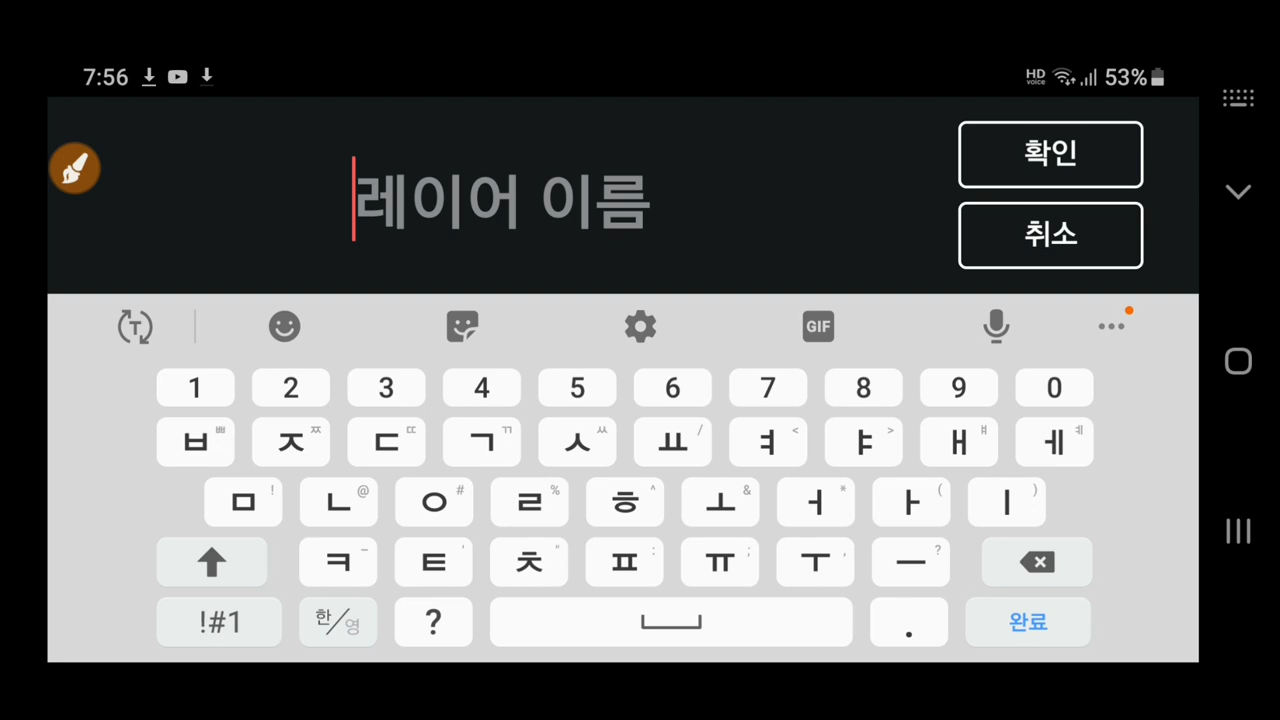 7:56 HD voice 53%
확인
레이어 이름
취소
T GIF
1 2 3 4 5 6 7 8 9 0
ㅂ ㅃ ㅈ ㅉ ㄷ ㄸ ㄱ ㄲ ㅅ ㅆ ㅛ / ㅕ < ㅑ > ㅐ ㅒ ㅔ ㅖ
ㅁ ! ㄴ @ ㅇ # ㄹ % ㅎ ^ ㅗ & ㅓ * ㅏ ( ㅣ )
ㅋ - ㅌ ' ㅊ " ㅍ : ㅠ ; ㅜ , ㅡ ?
!#1 한/영 ? . 완료